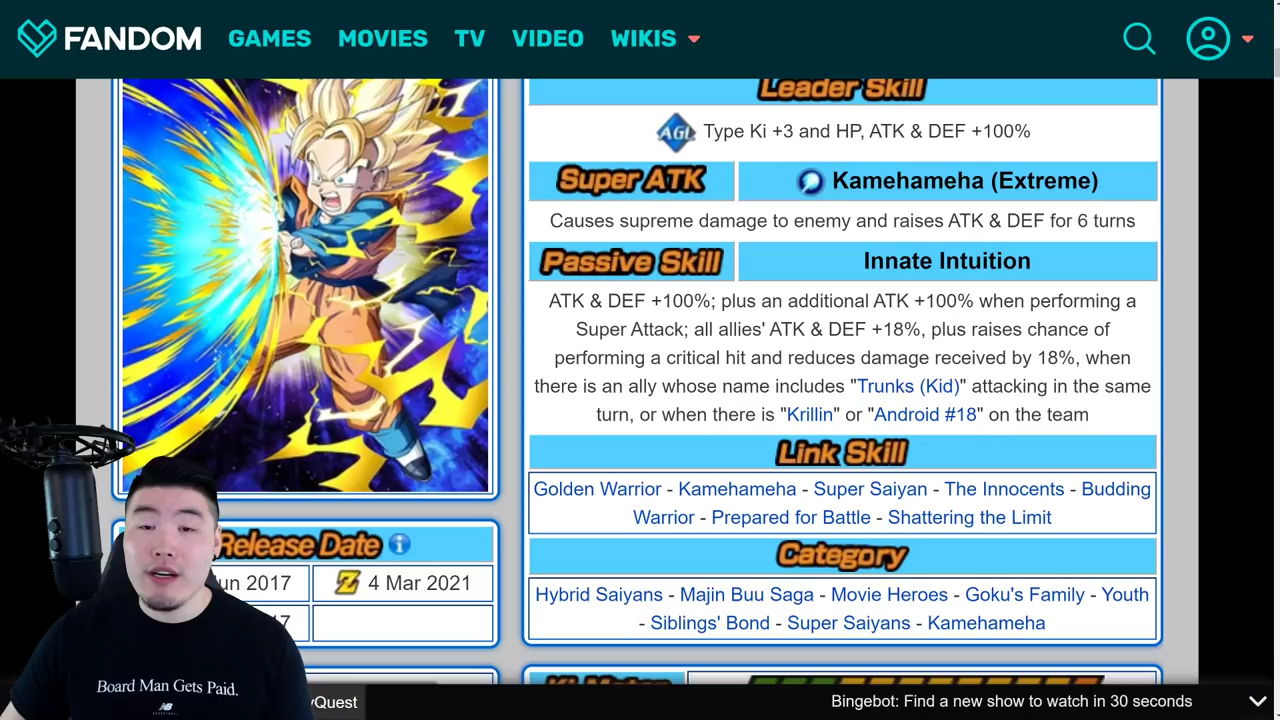 FANDOM GAMES MOVIES TV VIDEO WIKIS
Leader Skill
AGL Type Ki +3 and HP, ATK & DEF +100%
Super ATK Kamehameha (Extreme)
Causes supreme damage to enemy and raises ATK & DEF for 6 turns
Passive Skill Innate Intuition
ATK & DEF +100%; plus an additional ATK +100% when performing a
Super Attack; all allies' ATK & DEF +18%, plus raises chance of
performing a critical hit and reduces damage received by 18%, when
there is an ally whose name includes "Trunks (Kid)" attacking in the same
turn, or when there is "Krillin" or "Android #18" on the team
Link Skill
Golden Warrior - Kamehameha - Super Saiyan - The Innocents - Budding
Warrior - Prepared for Battle - Shattering the Limit
Category
Hybrid Saiyans - Majin Buu Saga - Movie Heroes - Goku's Family - Youth
- Siblings' Bond - Super Saiyans - Kamehameha
Release Date
2017 Z 4 Mar 2021
Board Man Gets Paid.
Quest
Bingebot: Find a new show to watch in 30 seconds